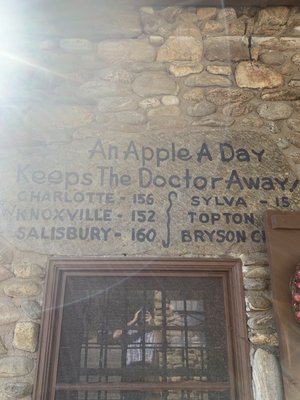 An Apple A Day
Keeps The Doctor Away
CHARLOTTE - 156 SYLVA - 15
KNOXVILLE - 152 TOPTON
SALISBURY - 160 BRYSON C